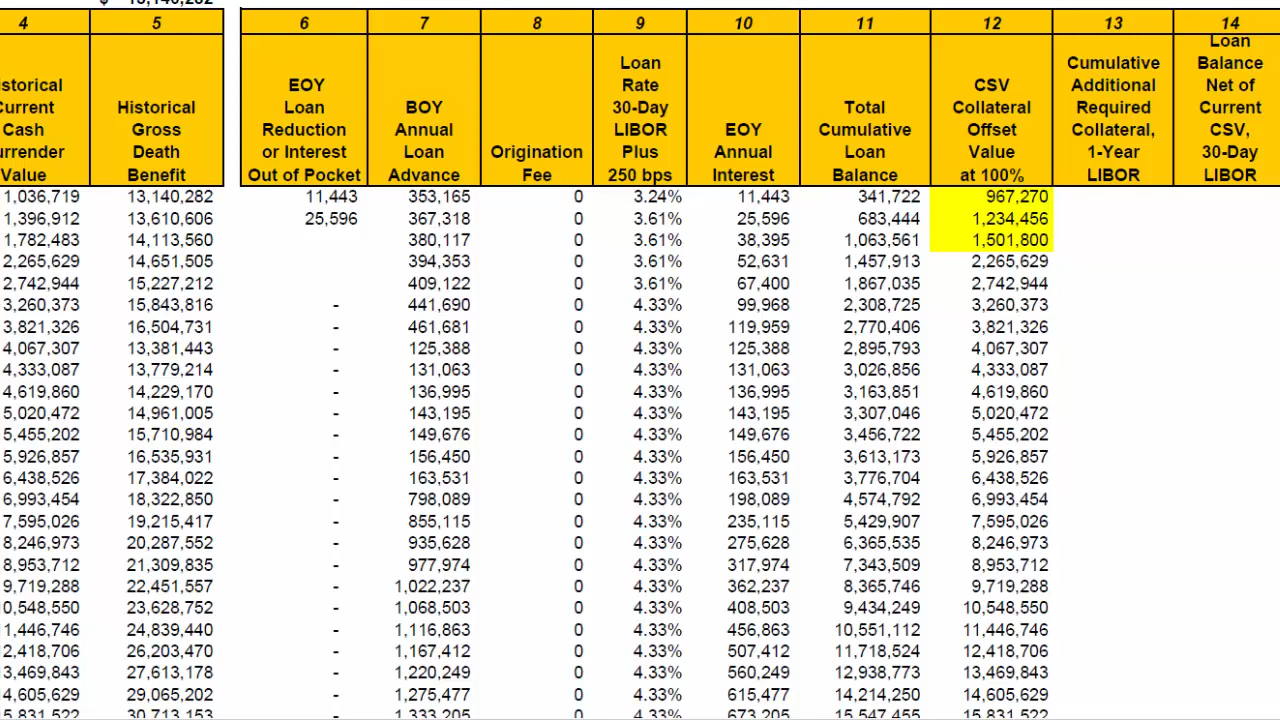 $ 13,140,282
4 5 6 7 8 9 10 11 12 13 14
Loan
Loan Cumulative Balance
EOY Rate CSV Additional Net of
Current Historical Loan BOY 30-Day Total Collateral Required Current
Cash Gross Reduction Annual LIBOR EOY Cumulative Offset Collateral, CSV,
Death or Interest Loan Origination Plus Annual Loan Value 1-Year 30-Day
Value Benefit Out of Pocket Advance Fee 250 bps Interest Balance at 100% LIBOR LIBOR
1,036,719 13,140,282 11,443 353,165 0 3.24% 11,443 341,722 967,270
1,396,912 13,610,606 25,596 367,318 0 3.61% 25,596 683,444 1,234,456
1,782,483 14,113,560 380,117 0 3.61% 38,395 1,063,561 1,501,800
2,265,629 14,651,505 394,353 0 3.61% 52,631 1,457,913 2,265,629
2,742,944 15,227,212 409,122 0 3.61% 67,400 1,867,035 2,742,944
3,260,373 15,843,816 - 441,690 0 4.33% 99,968 2,308,725 3,260,373
3,821,326 16,504,731 - 461,681 0 4.33% 119,959 2,770,406 3,821,326
4,067,307 13,381,443 - 125,388 0 4.33% 125,388 2,895,793 4,067,307
4,333,087 13,779,214 - 131,063 0 4.33% 131,063 3,026,856 4,333,087
4,619,860 14,229,170 - 136,995 0 4.33% 136,995 3,163,851 4,619,860
5,020,472 14,961,005 - 143,195 0 4.33% 143,195 3,307,046 5,020,472
5,455,202 15,710,984 - 149,676 0 4.33% 149,676 3,456,722 5,455,202
5,926,857 16,535,931 - 156,450 0 4.33% 156,450 3,613,173 5,926,857
6,438,526 17,384,022 - 163,531 0 4.33% 163,531 3,776,704 6,438,526
6,993,454 18,322,850 - 798,089 0 4.33% 198,089 4,574,792 6,993,454
7,595,026 19,215,417 - 855,115 0 4.33% 235,115 5,429,907 7,595,026
8,246,973 20,287,552 - 935,628 0 4.33% 275,628 6,365,535 8,246,973
8,953,712 21,309,835 - 977,974 0 4.33% 317,974 7,343,509 8,953,712
9,719,288 22,451,557 - 1,022,237 0 4.33% 362,237 8,365,746 9,719,288
10,548,550 23,628,752 - 1,068,503 0 4.33% 408,503 9,434,249 10,548,550
11,446,746 24,839,440 - 1,116,863 0 4.33% 456,863 10,551,112 11,446,746
12,418,706 26,203,470 - 1,167,412 0 4.33% 507,412 11,718,524 12,418,706
13,469,843 27,613,178 - 1,220,249 0 4.33% 560,249 12,938,773 13,469,843
14,605,629 29,065,202 - 1,275,477 0 4.33% 615,477 14,214,250 14,605,629
15,831,522 30,713,153 - 1,333,205 0 4.33% 673,205 15,547,455 15,831,522